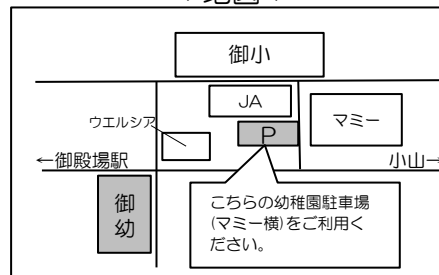 御小
JA
ウエルシア
P
マミー
←御殿場駅
小山→
御
幼
こちらの幼稚園駐車場
(マミー横)をご利用く
ださい。